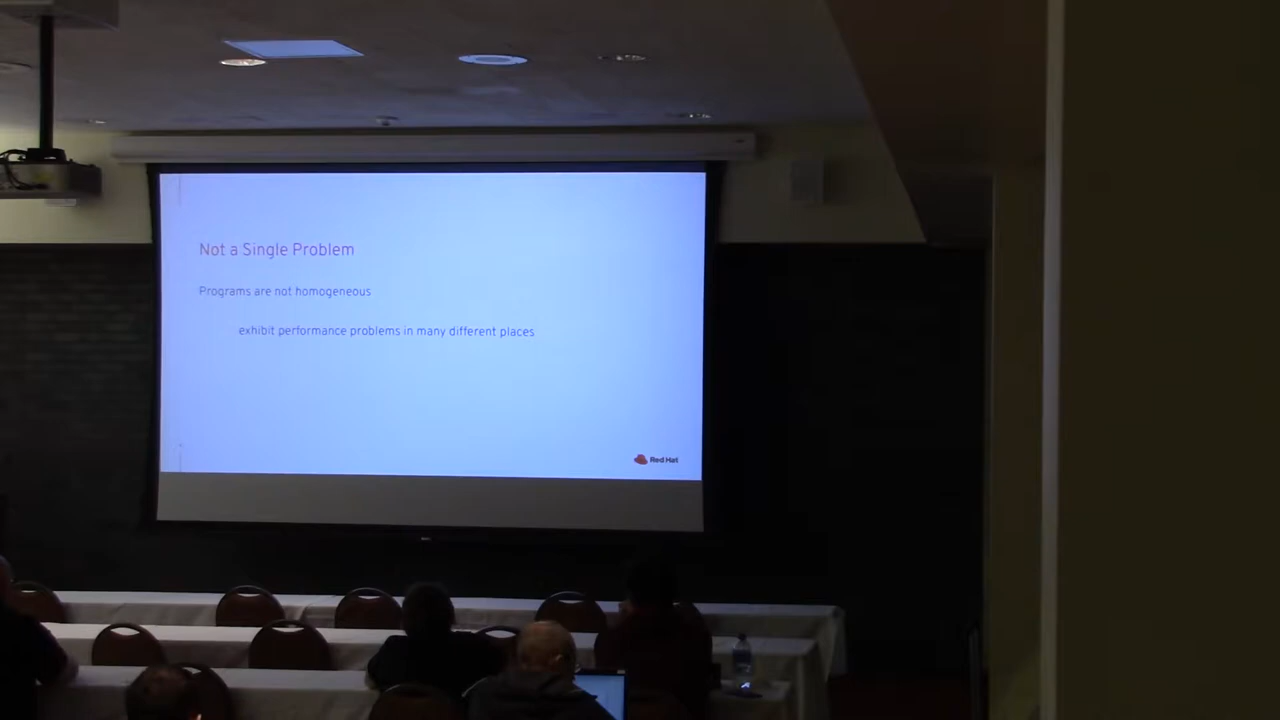 Not a Single Problem
Programs are not homogeneous
exhibit performance problems in many different places
Red Hat